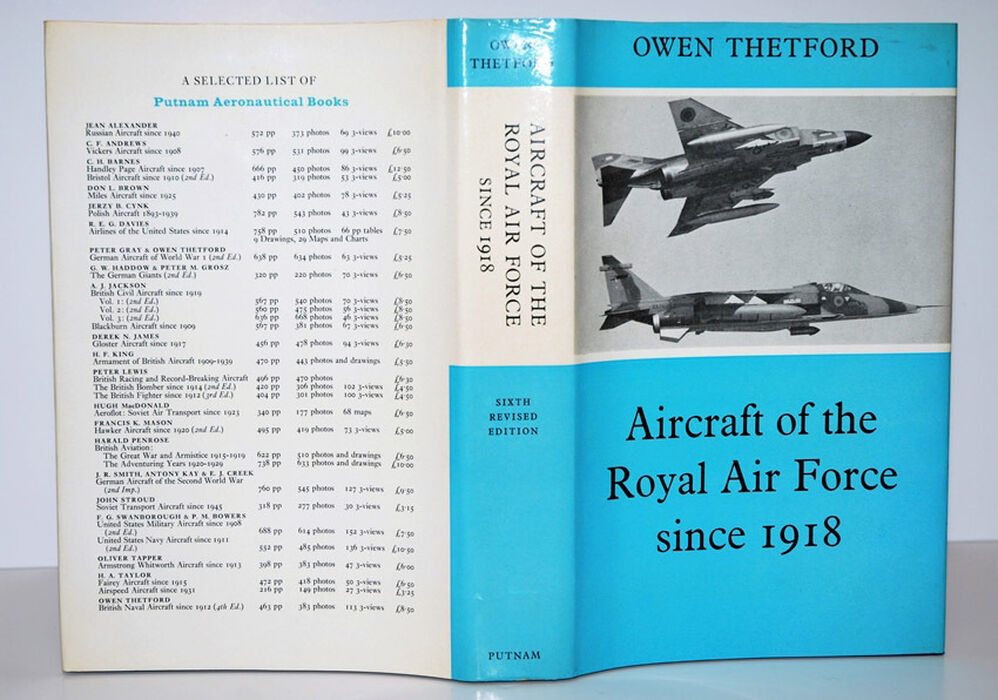 A SELECTED LIST OF
Putnam Aeronautical Books
JEAN ALEXANDER
Russian Aircraft since 1940 572 pp 373 photos 69 3-views £10·00
C. F. ANDREWS
Vickers Aircraft since 1908 576 pp 531 photos 99 3-views £6·50
C. H. BARNES
Handley Page Aircraft since 1907 666 pp 450 photos 86 3-views £12·50
Bristol Aircraft since 1910 (2nd Ed.) 416 pp 319 photos 53 3-views £5·00
DON L. BROWN
Miles Aircraft since 1925 430 pp 402 photos 78 3-views £5·25
JERZY B. CYNK
Polish Aircraft 1893-1939 782 pp 543 photos 43 3-views £8·50
R. E. G. DAVIES
Airlines of the United States since 1914 758 pp 510 photos 66 pp tables £7·50
9 Drawings, 29 Maps and Charts
PETER GRAY & OWEN THETFORD
German Aircraft of World War 1 (2nd Ed.) 638 pp 634 photos 63 3-views £5·25
G. W. HADDOW & PETER M. GROSZ
The German Giants (2nd Ed.) 320 pp 220 photos 70 3-views £6·50
A. J. JACKSON
British Civil Aircraft since 1919
Vol. 1: (2nd Ed.) 567 pp 540 photos 70 3-views £8·50
Vol. 2: (2nd Ed.) 560 pp 475 photos 56 3-views £8·50
Vol. 3: (2nd Ed.) 636 pp 668 photos 46 3-views £8·50
Blackburn Aircraft since 1909 567 pp 381 photos 67 3-views £6·50
DEREK N. JAMES
Gloster Aircraft since 1917 456 pp 478 photos 94 3-views £6·30
H. F. KING
Armament of British Aircraft 1909-1939 470 pp 443 photos and drawings £5·50
PETER LEWIS
British Racing and Record-Breaking Aircraft 496 pp 470 photos £6·30
The British Bomber since 1914 (2nd Ed.) 420 pp 306 photos 102 3-views £4·50
The British Fighter since 1912 (3rd Ed.) 404 pp 301 photos 100 3-views £4·50
HUGH MacDONALD
Aeroflot: Soviet Air Transport since 1923 340 pp 177 photos 68 maps £6·50
FRANCIS K. MASON
Hawker Aircraft since 1920 (2nd Ed.) 495 pp 419 photos 73 3-views £5·00
HARALD PENROSE
British Aviation:
The Great War and Armistice 1915-1919 622 pp 510 photos and drawings £6·50
The Adventuring Years 1920-1929 738 pp 633 photos and drawings £10·00
J. R. SMITH, ANTONY KAY & E. J. CREEK
German Aircraft of the Second World War
(2nd Imp.) 760 pp 545 photos 127 3-views £9·50
JOHN STROUD
Soviet Transport Aircraft since 1945 318 pp 277 photos 30 3-views £3·15
F. G. SWANBOROUGH & P. M. BOWERS
United States Military Aircraft since 1908
(2nd Ed.) 688 pp 614 photos 152 3-views £7·50
United States Navy Aircraft since 1911
(2nd Ed.) 552 pp 485 photos 136 3-views £10·50
OLIVER TAPPER
Armstrong Whitworth Aircraft since 1913 398 pp 383 photos 47 3-views £6·00
H. A. TAYLOR
Fairey Aircraft since 1915 472 pp 418 photos 50 3-views £6·50
Airspeed Aircraft since 1931 216 pp 149 photos 27 3-views £3·25
OWEN THETFORD
British Naval Aircraft since 1912 (4th Ed.) 463 pp 383 photos 113 3-views £8·50
OWEN
THETFORD
AIRCRAFT OF THE
ROYAL AIR FORCE
SINCE 1918
SIXTH
REVISED
EDITION
PUTNAM
OWEN THETFORD
Aircraft of the
Royal Air Force
since 1918